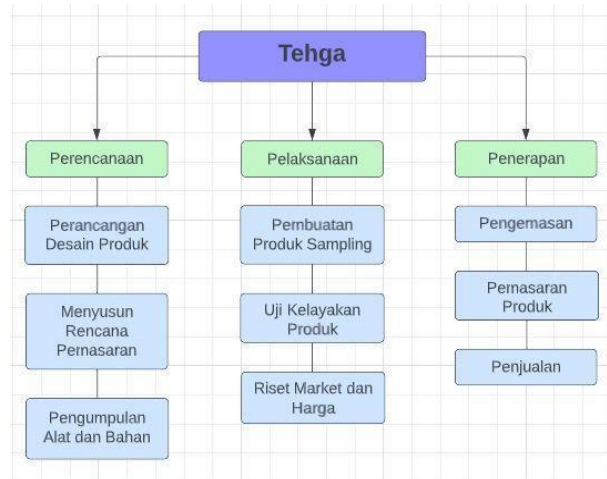 Tehga
Perencanaan
Perancangan
Desain Produk
Menyusun
Rencana
Pemasaran
Pengumpulan
Alat dan Bahan
Pelaksanaan
Pembuatan
Produk Sampling
Uji Kelayakan
Produk
Riset Market dan
Harga
Penerapan
Pengemasan
Pemasaran
Produk
Penjualan